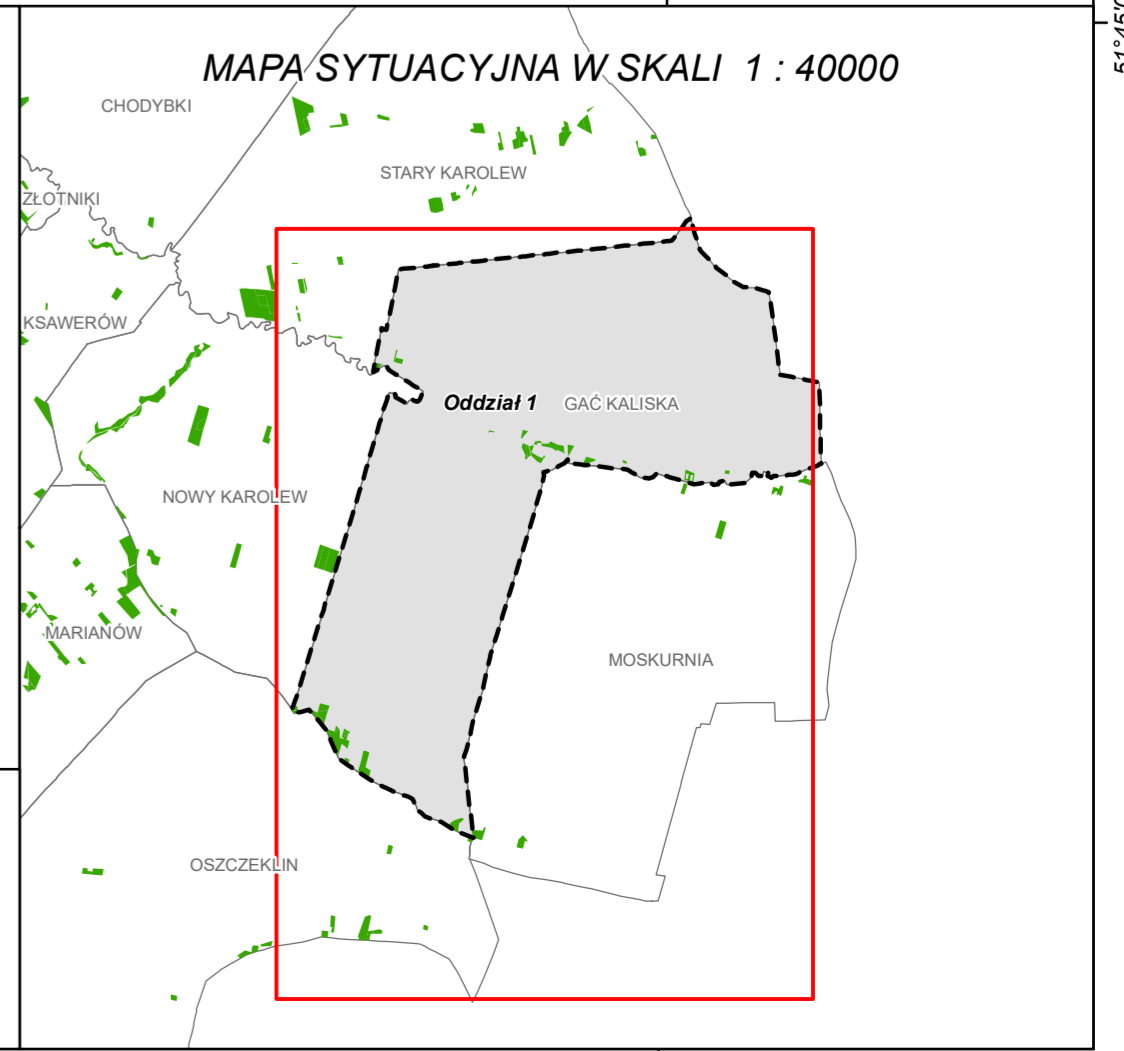 MAPA SYTUACYJNA W SKALI 1 : 40000
CHODYBKI
STARY KAROLEW
ZŁOTNIKI
KSAWERÓW
Oddział 1 GAĆ KALISKA
NOWY KAROLEW
MARIANÓW
MOSKURNIA
OSZCZEKLIN